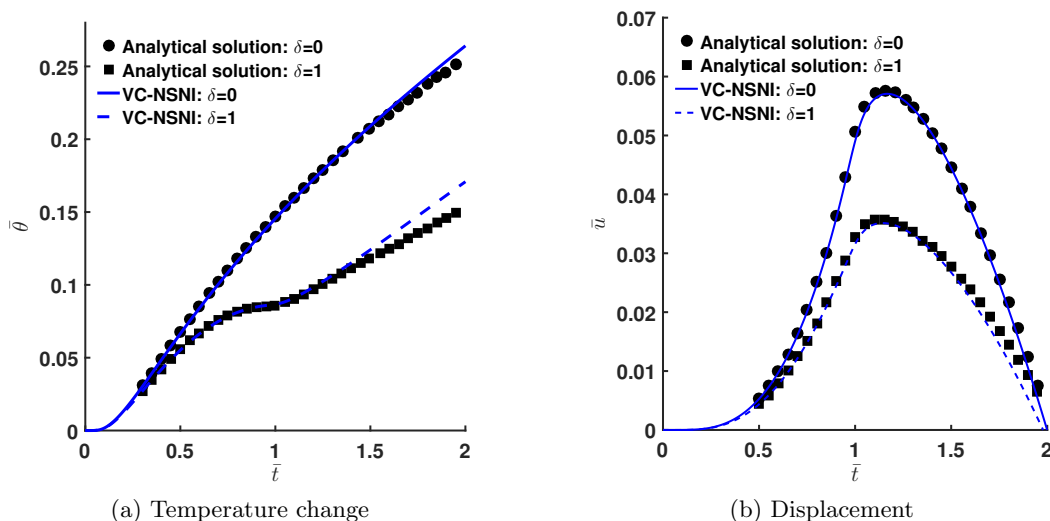 Analytical solution: δ=0
Analytical solution: δ=1
VC-NSNI: δ=0
VC-NSNI: δ=1
0.25
0.2
0.15
0.1
0.05
0
0.5
1
1.5
2
θ̄
t̄
(a) Temperature change
0.07
Analytical solution: δ=0
Analytical solution: δ=1
VC-NSNI: δ=0
VC-NSNI: δ=1
0.06
0.05
0.04
0.03
0.02
0.01
0
0
0.5
1
1.5
2
ū
t̄
(b) Displacement